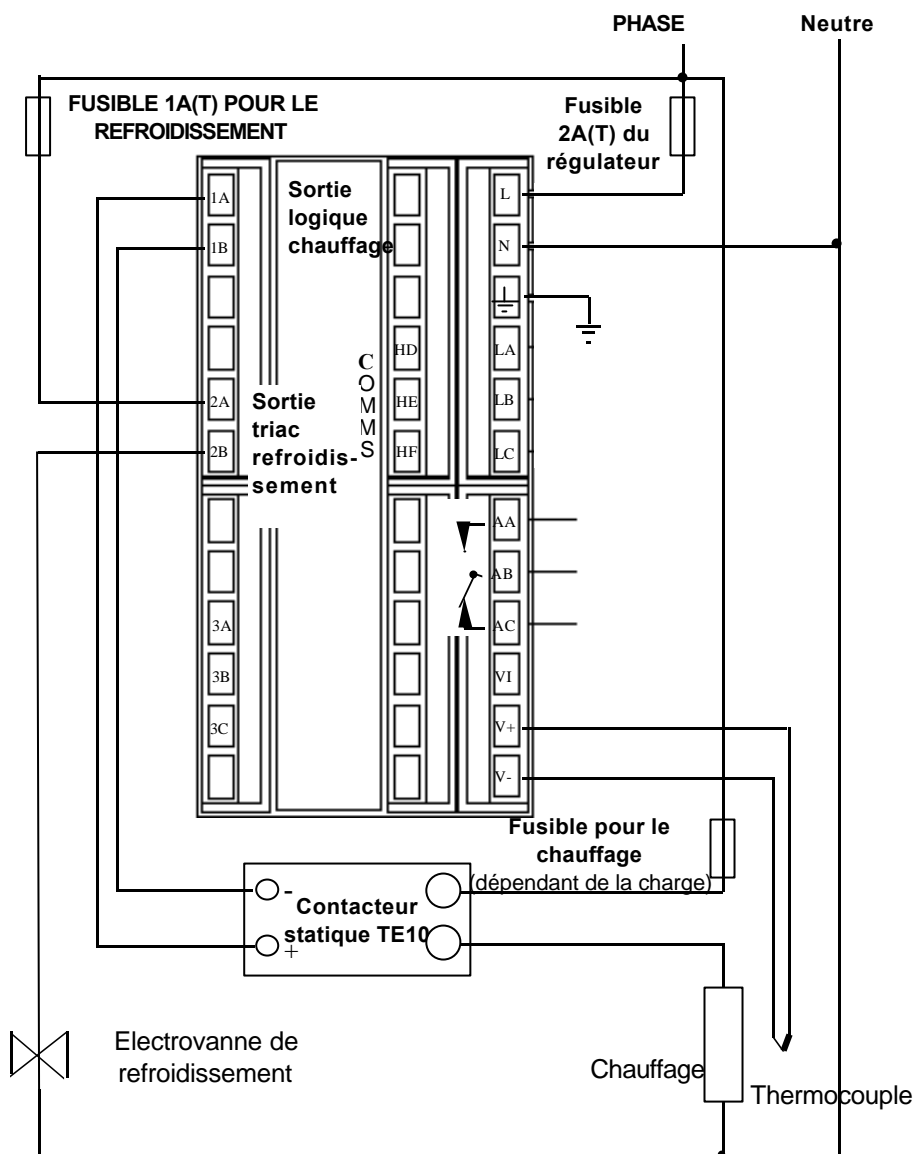 PHASE
Neutre
FUSIBLE 1A(T) POUR LE
REFROIDISSEMENT
Fusible
2A(T) du
régulateur
1A
1B
2A
2B
3A
3B
3C
Sortie
logique
chauffage
Sortie
triac
refroidis-
sement
COMMS
HD
HE
HF
L
N
LA
LB
LC
AA
AB
AC
VI
V+
V-
Fusible pour le
chauffage
(dépendant de la charge)
-
Contacteur
statique TE10
+
Electrovanne de
refroidissement
Chauffage
Thermocouple